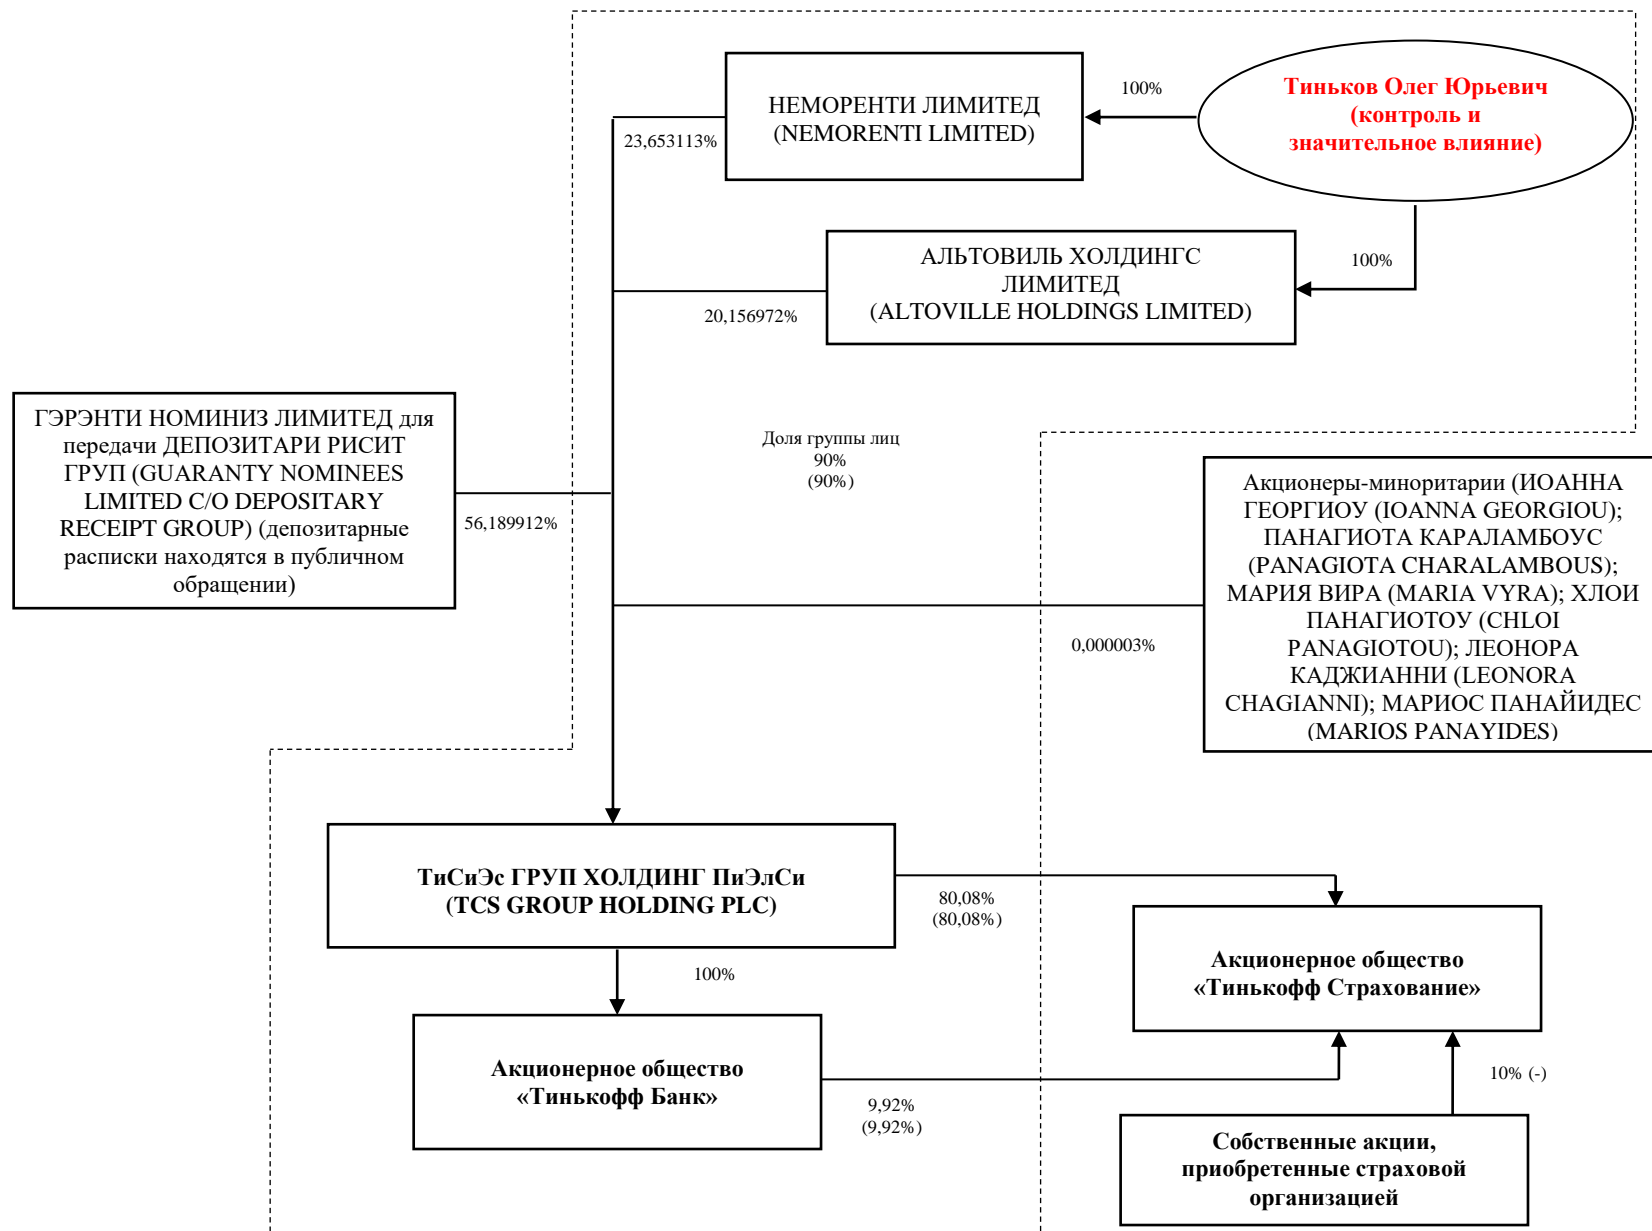 НЕМОРЕНТИ ЛИМИТЕД
(NEMORENTI LIMITED)
100%
Тиньков Олег Юрьевич
(контроль и
значительное влияние)
23,653113%
АЛЬТОВИЛЬ ХОЛДИНГС
ЛИМИТЕД
(ALTOVILLE HOLDINGS LIMITED)
100%
20,156972%
ГЭРЭНТИ НОМИНИЗ ЛИМИТЕД для
передачи ДЕПОЗИТАРИ РИСИТ
ГРУП (GUARANTY NOMINEES
LIMITED C/O DEPOSITARY
RECEIPT GROUP) (депозитарные
расписки находятся в публичном
обращении)
56,189912%
Доля группы лиц
90%
(90%)
Акционеры-миноритарии (ИОАННА
ГЕОРГИОУ (IOANNA GEORGIOU);
ПАНАГИОТА КАРАЛАМБОУС
(PANAGIOTA CHARALAMBOUS);
МАРИЯ ВИРА (MARIA VYRA); ХЛОИ
ПАНАГИОТОУ (CHLOI
PANAGIOTOU); ЛЕОНОРА
КАДЖИАННИ (LEONORA
CHAGIANNI); МАРИОС ПАНАЙИДЕС
(MARIOS PANAYIDES)
0,000003%
ТиСиЭс ГРУП ХОЛДИНГ ПиЭлСи
(TCS GROUP HOLDING PLC)
80,08%
(80,08%)
100%
Акционерное общество
«Тинькофф Страхование»
Акционерное общество
«Тинькофф Банк»
9,92%
(9,92%)
10% (-)
Собственные акции,
приобретенные страховой
организацией